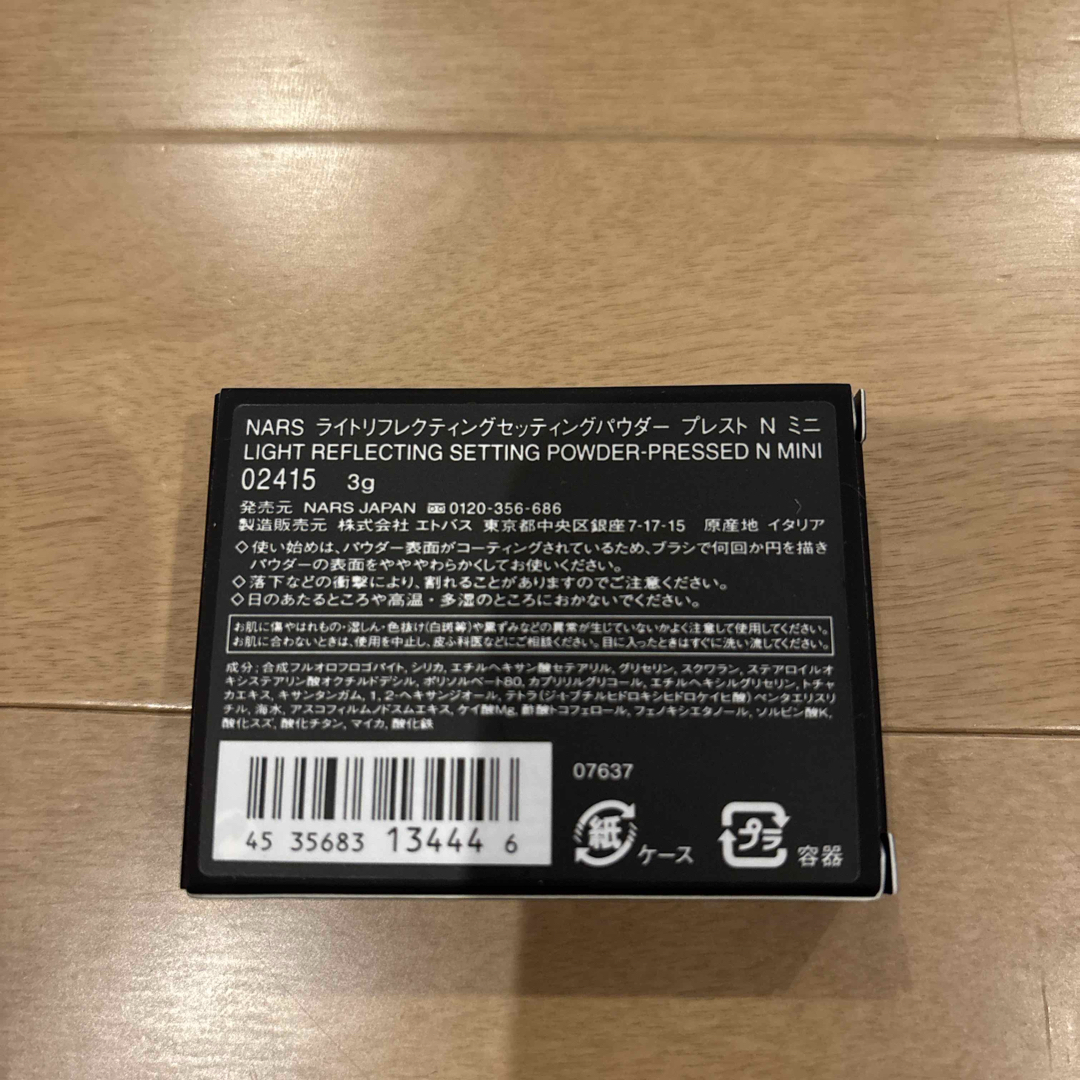 NARS ライトリフレクティングセッティングパウダー プレスト N ミニ
LIGHT REFLECTING SETTING POWDER-PRESSED N MINI
02415 3g
発売元 NARS JAPAN 0120-356-686
製造販売元 株式会社 エトバス 東京都中央区銀座7-17-15 原産地 イタリア
◇使い始めは、パウダー表面がコーティングされているため、ブラシで何回か円を描き
パウダーの表面をやややわらかくしてお使いください。
◇落下などの衝撃により、割れることがありますのでご注意ください。
◇日のあたるところや高温・多湿のところにおかないでください。
お肌に傷やはれもの・湿しん・色抜け(白斑等)や黒ずみなどの異常が生じていないかよく注意して使用してください。
お肌に合わないときは、使用を中止し、皮ふ科医などにご相談ください。目に入ったときはすぐに洗い流してください。
成分:合成フルオロフロゴパイト、シリカ、エチルヘキサン酸セテアリル、グリセリン、スクワラン、ステアロイルオ
キシステアリン酸オクチルドデシル、ポリソルベート80、カプリリルグリコール、エチルヘキシルグリセリン、トチャ
カエキス、キサンタンガム、1,2-ヘキサンジオール、テトラ(ジ-t-ブチルヒドロキシヒドロケイヒ酸)ペンタエリスリ
チル、海水、アスコフィルムノドスムエキス、ケイ酸Mg、酢酸トコフェロール、フェノキシエタノール、ソルビン酸K、
酸化スズ、酸化チタン、マイカ、酸化鉄
45 35683 13444 6
07637
紙 ケース
プラ 容器